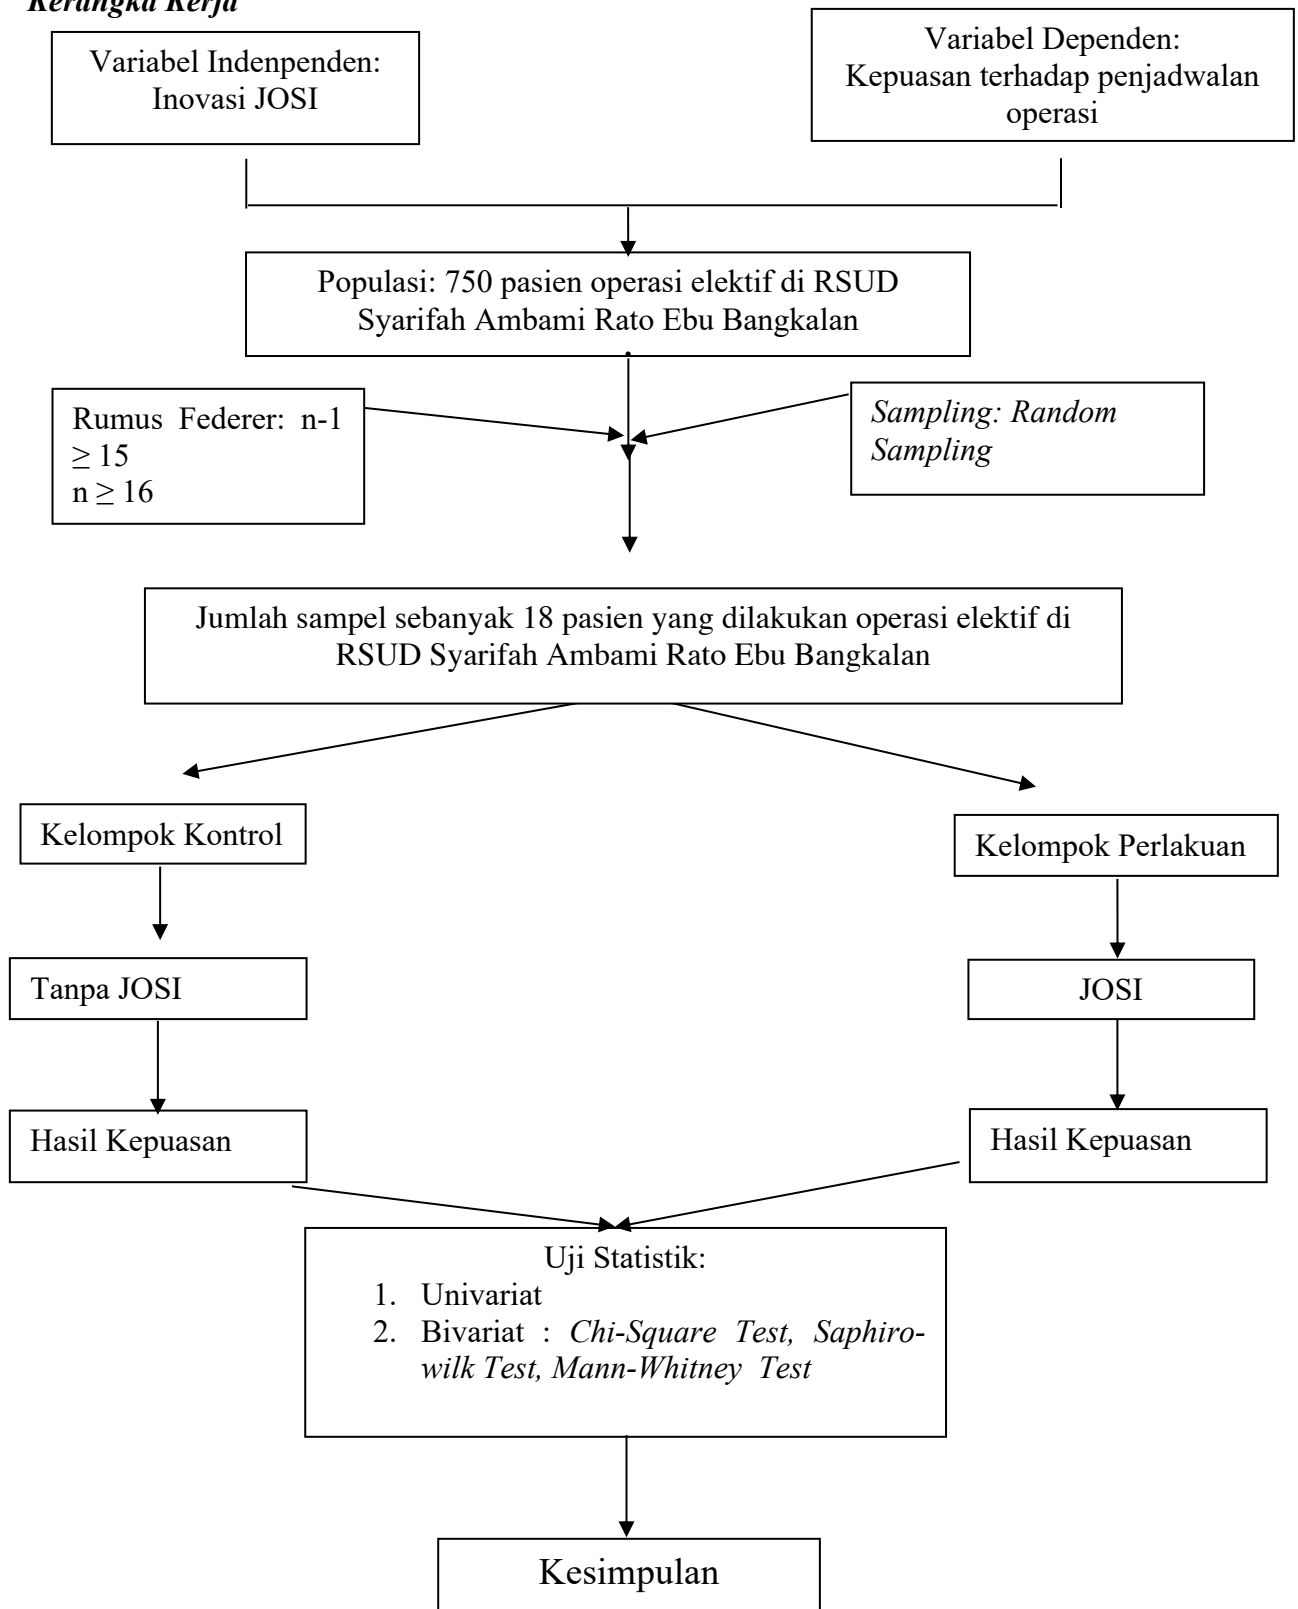 Kerangka Kerja
Variabel Indenpenden:
Inovasi JOSI
Variabel Dependen:
Kepuasan terhadap penjadwalan
operasi
Populasi: 750 pasien operasi elektif di RSUD
Syarifah Ambami Rato Ebu Bangkalan
.
Rumus Federer: n-1
≥ 15
n ≥ 16
Sampling: Random
Sampling
Jumlah sampel sebanyak 18 pasien yang dilakukan operasi elektif di
RSUD Syarifah Ambami Rato Ebu Bangkalan
Kelompok Kontrol
Kelompok Perlakuan
Tanpa JOSI
JOSI
Hasil Kepuasan
Hasil Kepuasan
Uji Statistik:
1. Univariat
2. Bivariat : Chi-Square Test, Saphiro-
wilk Test, Mann-Whitney Test
Kesimpulan